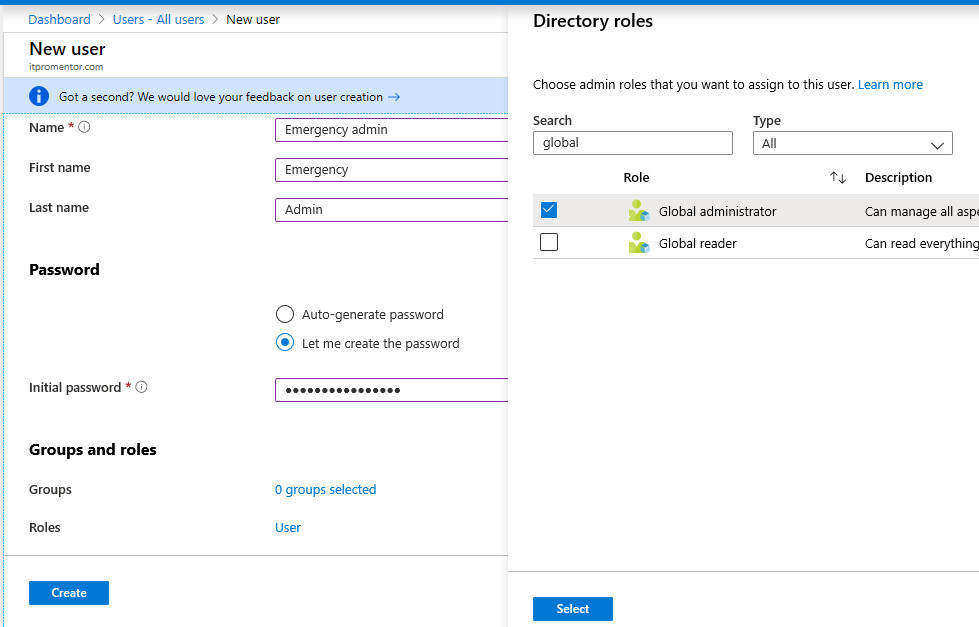 Dashboard > Users - All users > New user
New user
itpromentor.com
Got a second? We would love your feedback on user creation →
Name * 
Emergency admin
First name
Emergency
Last name
Admin
Password
Auto-generate password
Let me create the password
Initial password *
••••••••••••••••
Groups and roles
Groups
0 groups selected
Roles
User
Create
Directory roles
Choose admin roles that you want to assign to this user. Learn more
Search
Type
global
All
Role ↑↓ Description
Global administrator Can manage all aspe
Global reader Can read everything
Select